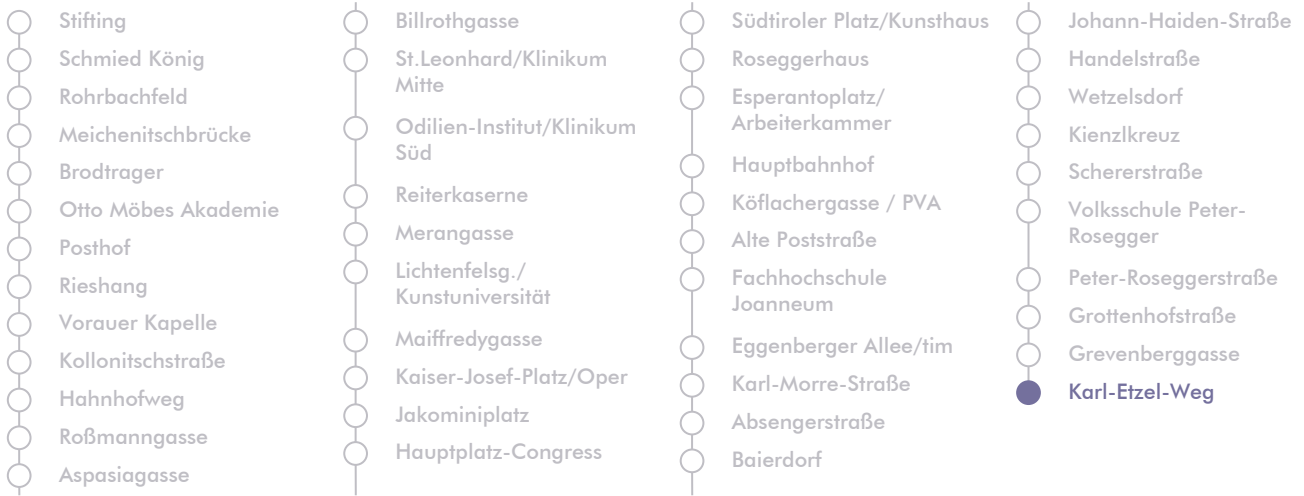 Stifting
Schmied König
Rohrbachfeld
Meichenitschbrücke
Brodtrager
Otto Möbes Akademie
Posthof
Rieshang
Vorauer Kapelle
Kollonitschstraße
Hahnhofweg
Roßmanngasse
Aspasiagasse
Billrothgasse
St.Leonhard/Klinikum
Mitte
Odilien-Institut/Klinikum
Süd
Reiterkaserne
Merangasse
Lichtenfelsg./
Kunstuniversität
Maiffredygasse
Kaiser-Josef-Platz/Oper
Jakominiplatz
Hauptplatz-Congress
Südtiroler Platz/Kunsthaus
Roseggerhaus
Esperantoplatz/
Arbeiterkammer
Hauptbahnhof
Köflachergasse / PVA
Alte Poststraße
Fachhochschule
Joanneum
Eggenberger Allee/tim
Karl-Morre-Straße
Absengerstraße
Baierdorf
Johann-Haiden-Straße
Handelstraße
Wetzelsdorf
Kienzlkreuz
Schererstraße
Volksschule Peter-
Rosegger
Peter-Roseggerstraße
Grottenhofstraße
Grevenberggasse
Karl-Etzel-Weg